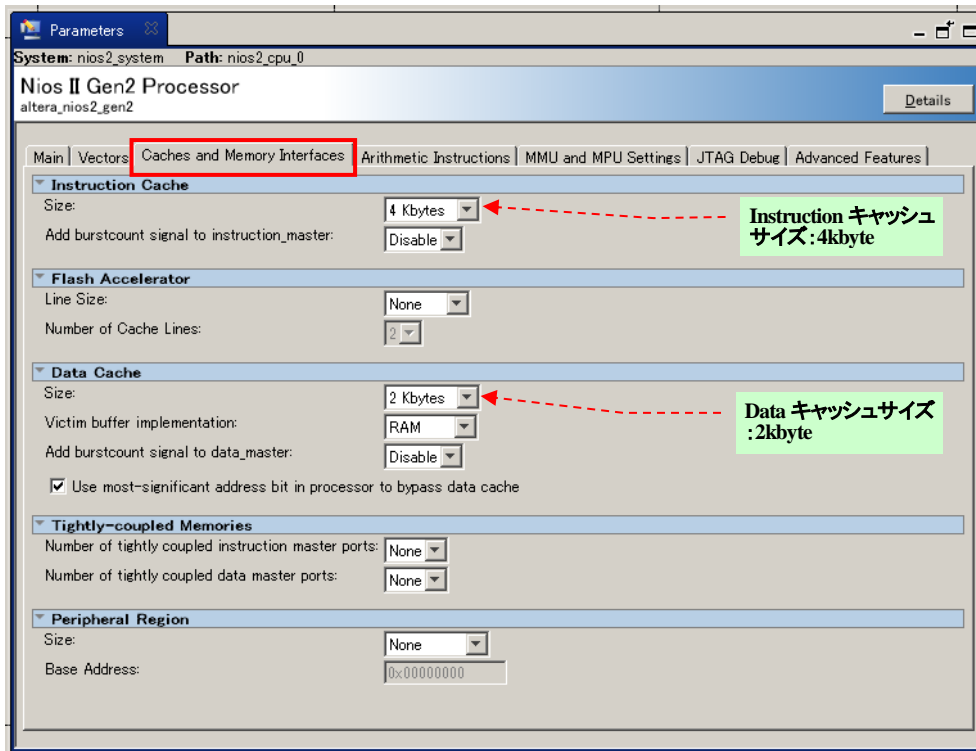 Parameters
System: nios2_system Path: nios2_cpu_0
Nios II Gen2 Processor
altera_nios2_gen2
Details
Main Vectors Caches and Memory Interfaces Arithmetic Instructions MMU and MPU Settings JTAG Debug Advanced Features
Instruction Cache
Size: 4 Kbytes
Instruction キャッシュ
サイズ:4kbyte
Add burstcount signal to instruction_master: Disable
Flash Accelerator
Line Size: None
Number of Cache Lines: 2
Data Cache
Size: 2 Kbytes
Data キャッシュサイズ
:2kbyte
Victim buffer implementation: RAM
Add burstcount signal to data_master: Disable
Use most-significant address bit in processor to bypass data cache
Tightly-coupled Memories
Number of tightly coupled instruction master ports: None
Number of tightly coupled data master ports: None
Peripheral Region
Size: None
Base Address: 0x00000000